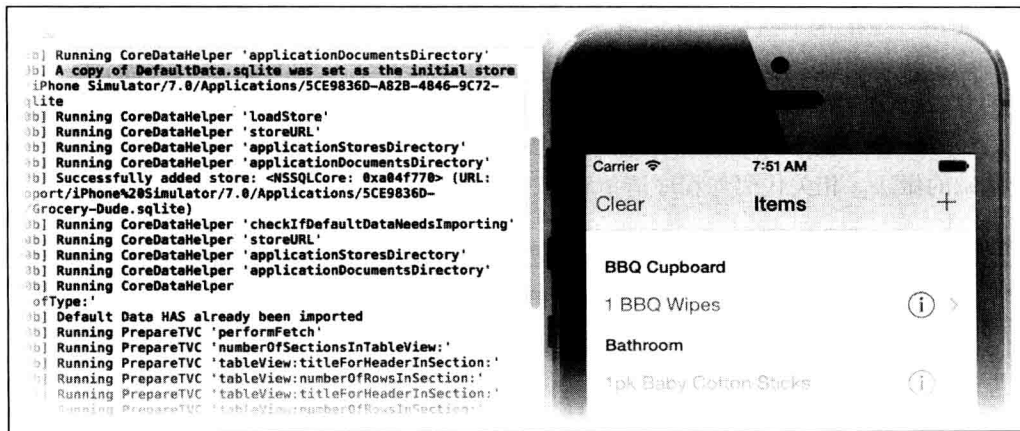 b] Running CoreDataHelper 'applicationDocumentsDirectory'
b] A copy of DefaultData.sqlite was set as the initial store
iPhone Simulator/7.0/Applications/5CE9836D-A82B-4846-9C72-
qlite
b] Running CoreDataHelper 'loadStore'
b] Running CoreDataHelper 'storeURL'
b] Running CoreDataHelper 'applicationStoresDirectory'
b] Running CoreDataHelper 'applicationDocumentsDirectory'
b] Successfully added store: <NSSQLCore: 0xa04f770> (URL:
port/iPhone%20Simulator/7.0/Applications/5CE9836D-
/Grocery-Dude.sqlite)
b] Running CoreDataHelper 'checkIfDefaultDataNeedsImporting'
b] Running CoreDataHelper 'storeURL'
b] Running CoreDataHelper 'applicationStoresDirectory'
b] Running CoreDataHelper 'applicationDocumentsDirectory'
b] Running CoreDataHelper
ofType:'
b] Default Data HAS already been imported
b] Running PrepareTVC 'performFetch'
b] Running PrepareTVC 'numberOfSectionsInTableView:'
b] Running PrepareTVC 'tableView:titleForHeaderInSection:'
b] Running PrepareTVC 'tableView:numberOfRowsInSection:'
b] Running PrepareTVC 'tableView:titleForHeaderInSection:'
Running PrepareTVC 'tableView:numberOfRowsInSection:'
Carrier 7:51 AM
Clear Items +
BBQ Cupboard
1 BBQ Wipes
Bathroom
1pk Baby Cotton Sticks